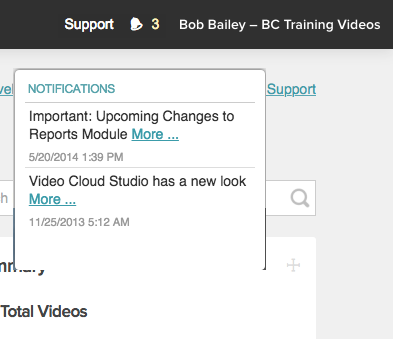 Support 3 Bob Bailey – BC Training Videos
NOTIFICATIONS
Support
Important: Upcoming Changes to
Reports Module More ...
5/20/2014 1:39 PM
Video Cloud Studio has a new look
More ...
11/25/2013 5:12 AM
Total Videos